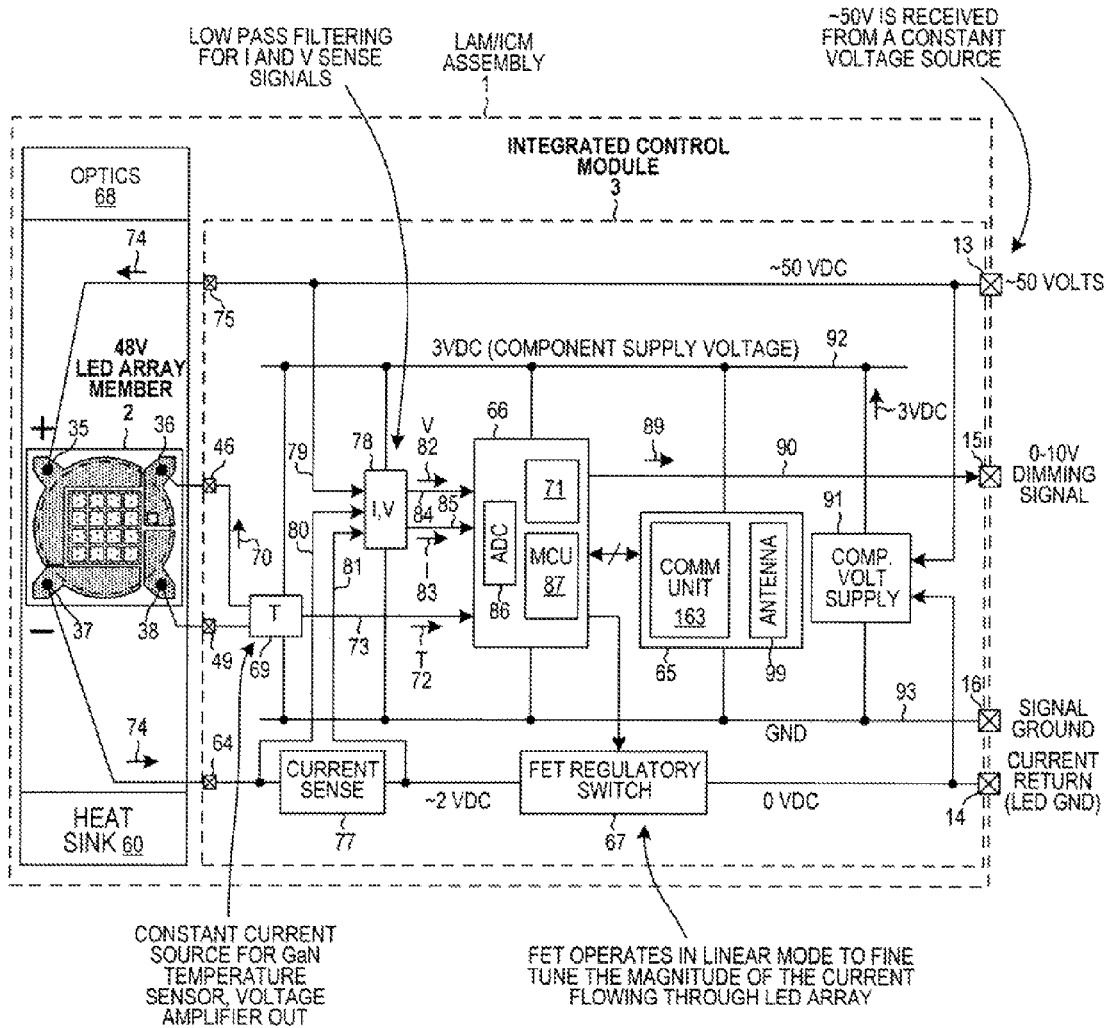 LOW PASS FILTERING
FOR I AND V SENSE
SIGNALS
LAM/ICM
ASSEMBLY
1
~50V IS RECEIVED
FROM A CONSTANT
VOLTAGE SOURCE
INTEGRATED CONTROL
MODULE
3
OPTICS
68
74
75
~50 VDC
13
~50 VOLTS
3VDC (COMPONENT SUPPLY VOLTAGE)
92
3VDC
48V
LED ARRAY
MEMBER
2
+
35
36
46
79
78
I,V
V
82
84
85
83
80
81
66
71
ADC
86
MCU
87
89
90
15
0-10V
DIMMING
SIGNAL
COMM
UNIT
163
ANTENNA
65
99
91
COMP.
VOLT
SUPPLY
70
–
37
38
49
T
69
73
T
72
93
16
SIGNAL
GROUND
GND
74
64
CURRENT
SENSE
77
~2 VDC
FET REGULATORY
SWITCH
67
0 VDC
14
CURRENT
RETURN
(LED GND)
HEAT
SINK 60
CONSTANT CURRENT
SOURCE FOR GaN
TEMPERATURE
SENSOR, VOLTAGE
AMPLIFIER OUT
FET OPERATES IN LINEAR MODE TO FINE
TUNE THE MAGNITUDE OF THE CURRENT
FLOWING THROUGH LED ARRAY